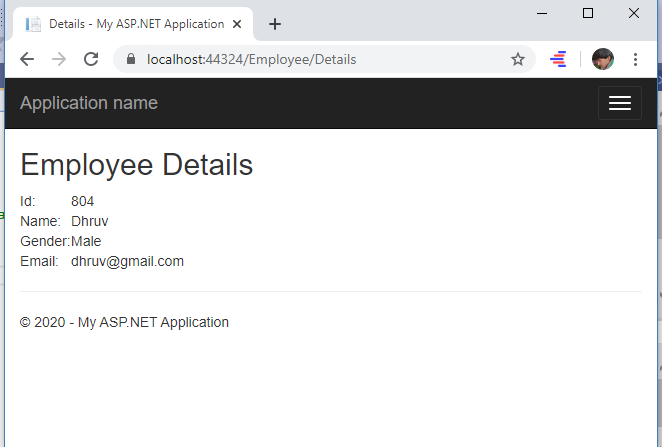 Details - My ASP.NET Application
localhost:44324/Employee/Details
Application name
Employee Details
Id: 804
Name: Dhruv
Gender:Male
Email: dhruv@gmail.com
© 2020 - My ASP.NET Application